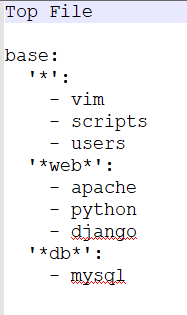 Top File

base:
  '*':
    - vim
    - scripts
    - users
  '*web*':
    - apache
    - python
    - django
  '*db*':
    - mysql